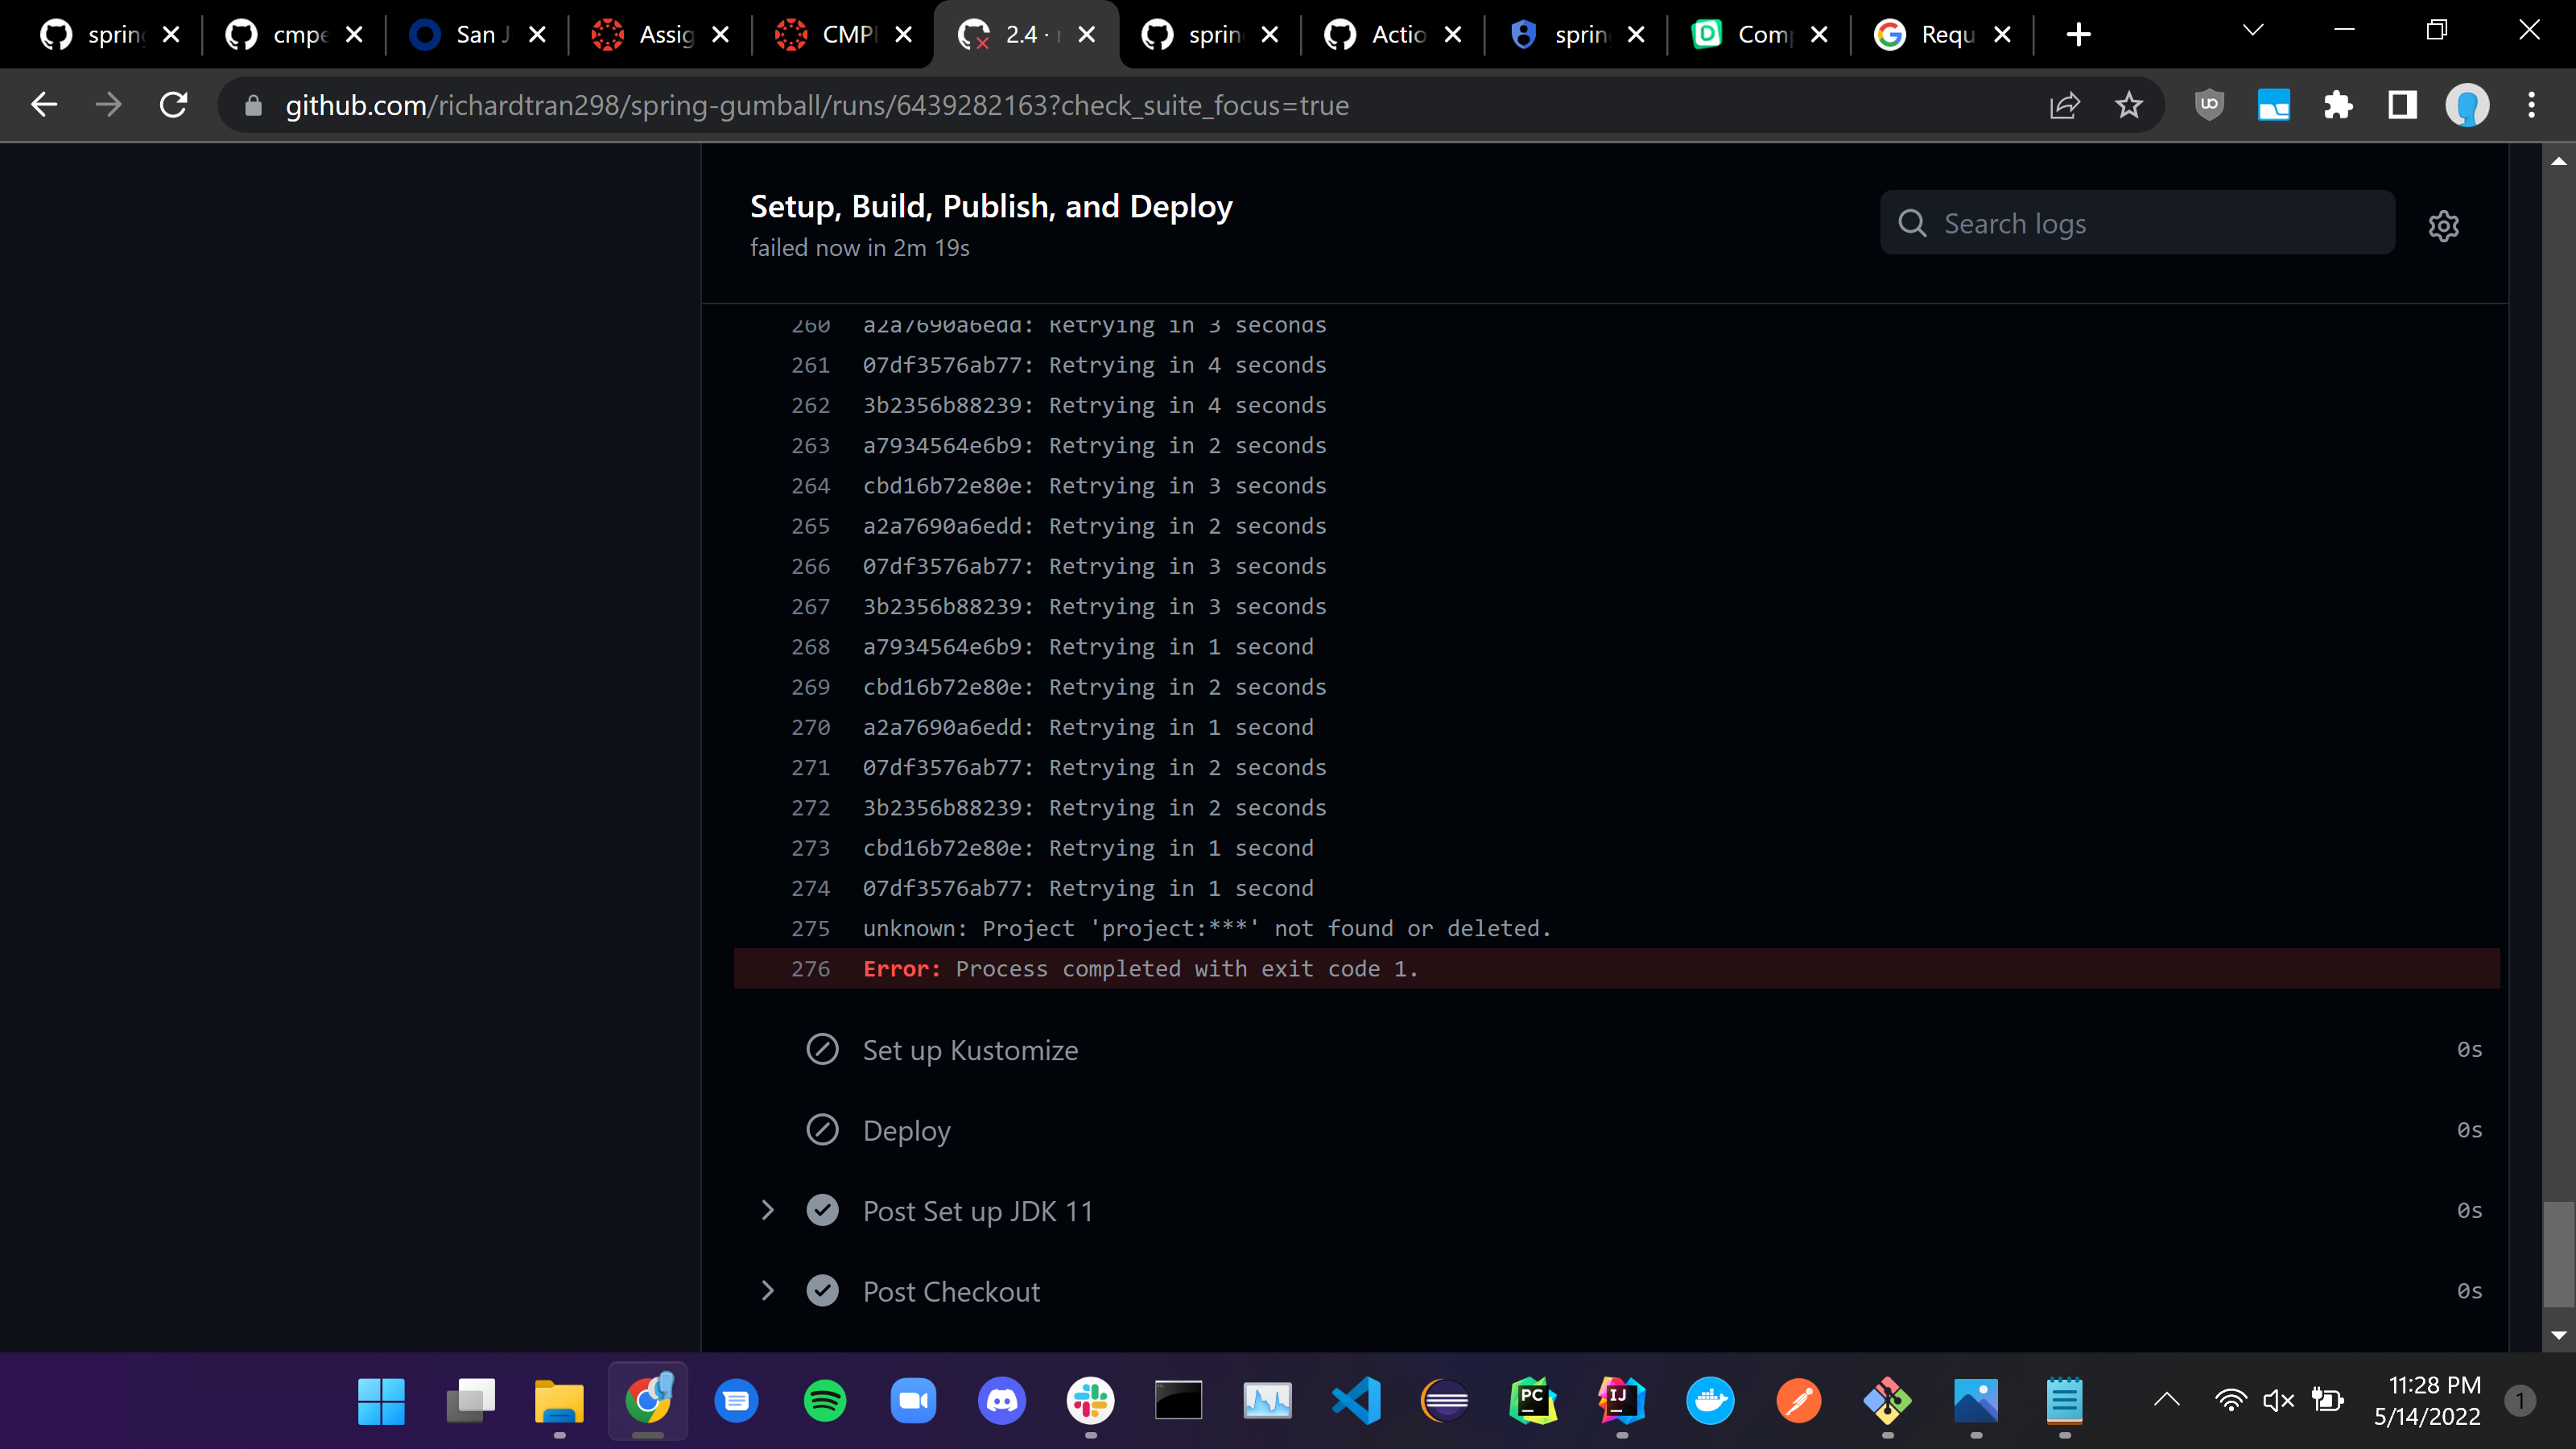 sprin
cmpe
San J
Assig
CMP
2.4 ·
sprin
Actio
sprin
Com
Requ
github.com/richardtran298/spring-gumball/runs/6439282163?check_suite_focus=true
Setup, Build, Publish, and Deploy
failed now in 2m 19s
Search logs
260 a2a7690a6edd: Retrying in 3 seconds
261 07df3576ab77: Retrying in 4 seconds
262 3b2356b88239: Retrying in 4 seconds
263 a7934564e6b9: Retrying in 2 seconds
264 cbd16b72e80e: Retrying in 3 seconds
265 a2a7690a6edd: Retrying in 2 seconds
266 07df3576ab77: Retrying in 3 seconds
267 3b2356b88239: Retrying in 3 seconds
268 a7934564e6b9: Retrying in 1 second
269 cbd16b72e80e: Retrying in 2 seconds
270 a2a7690a6edd: Retrying in 1 second
271 07df3576ab77: Retrying in 2 seconds
272 3b2356b88239: Retrying in 2 seconds
273 cbd16b72e80e: Retrying in 1 second
274 07df3576ab77: Retrying in 1 second
275 unknown: Project 'project:***' not found or deleted.
276 Error: Process completed with exit code 1.
Set up Kustomize 0s
Deploy 0s
Post Set up JDK 11 0s
Post Checkout 0s
PC
IJ
11:28 PM
5/14/2022
1